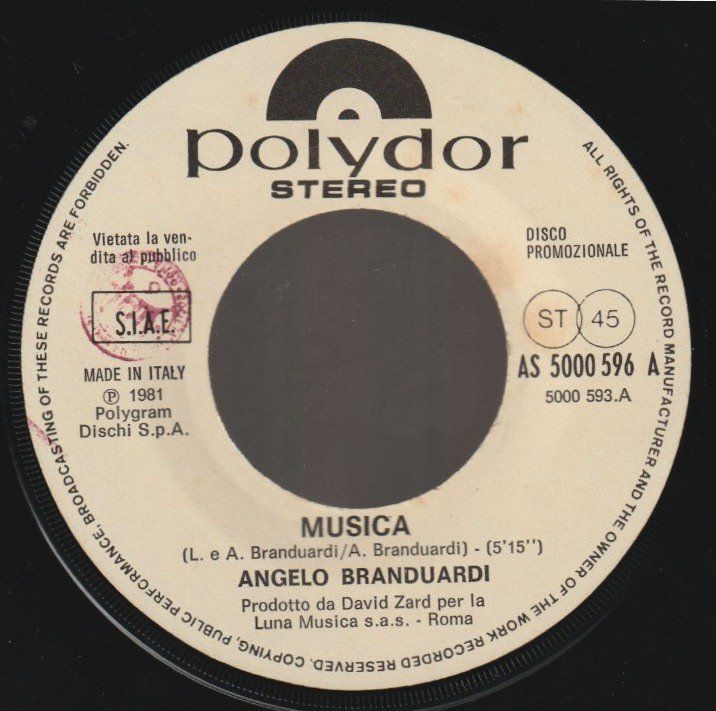 polydor
STEREO
Vietata la ven-
dita al pubblico
S.I.A.E.
MADE IN ITALY
℗ 1981
Polygram
Dischi S.p.A.
DISCO
PROMOZIONALE
ST 45
AS 5000 596 A
5000 593.A
MUSICA
(L. e A. Branduardi/A. Branduardi) - (5'15'')
ANGELO BRANDUARDI
Prodotto da David Zard per la
Luna Musica s.a.s. - Roma
ALL RIGHTS OF THE RECORD MANUFACTURER AND THE OWNER OF THE WORK RECORDED RESERVED. COPYING, PUBLIC PERFORMANCE, BROADCASTING OF THESE RECORDS ARE FORBIDDEN.